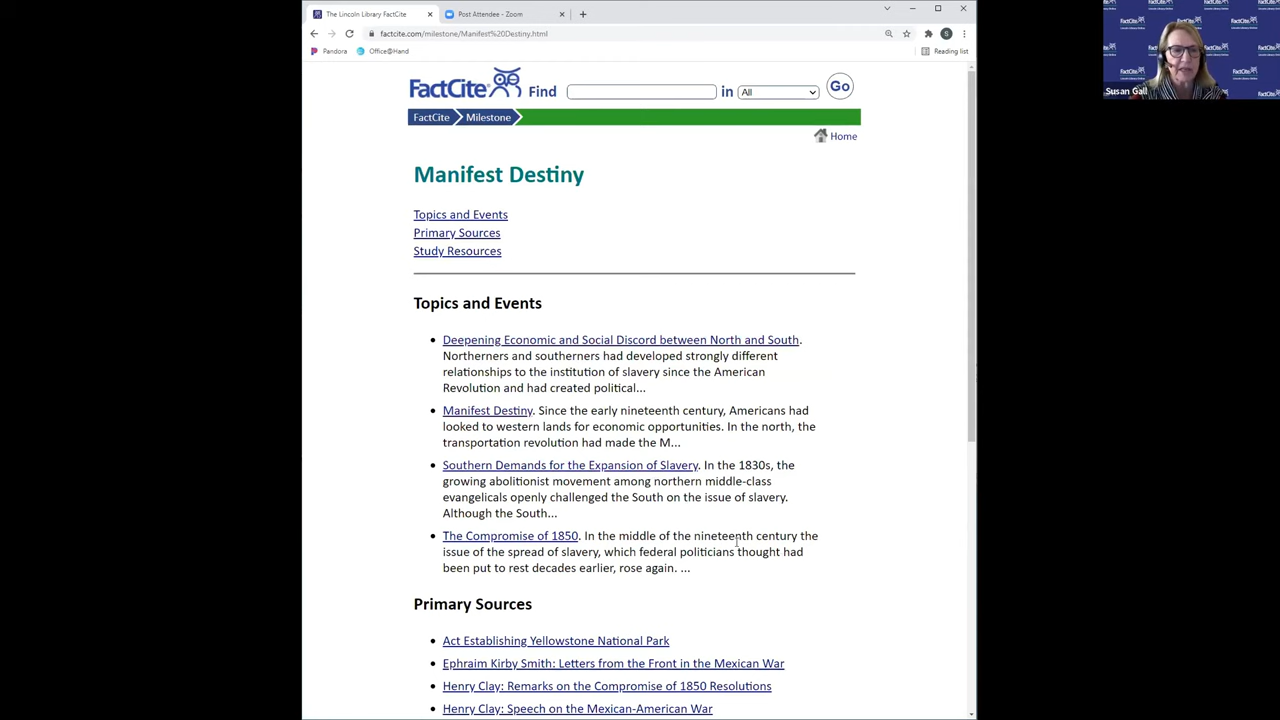 The Lincoln Library FactCite
Post Attendee - Zoom
factcite.com/milestone/Manifest%20Destiny.html
S
Pandora
Office@Hand
Reading list
FactCite
Find
in
All
Go
FactCite
Milestone
Home
Manifest Destiny
Topics and Events
Primary Sources
Study Resources
Topics and Events
Deepening Economic and Social Discord between North and South.
Northerners and southerners had developed strongly different
relationships to the institution of slavery since the American
Revolution and had created political...
Manifest Destiny. Since the early nineteenth century, Americans had
looked to western lands for economic opportunities. In the north, the
transportation revolution had made the M...
Southern Demands for the Expansion of Slavery. In the 1830s, the
growing abolitionist movement among northern middle-class
evangelicals openly challenged the South on the issue of slavery.
Although the South...
The Compromise of 1850. In the middle of the nineteenth century the
issue of the spread of slavery, which federal politicians thought had
been put to rest decades earlier, rose again. ...
Primary Sources
Act Establishing Yellowstone National Park
Ephraim Kirby Smith: Letters from the Front in the Mexican War
Henry Clay: Remarks on the Compromise of 1850 Resolutions
Henry Clay: Speech on the Mexican-American War
Susan Gall